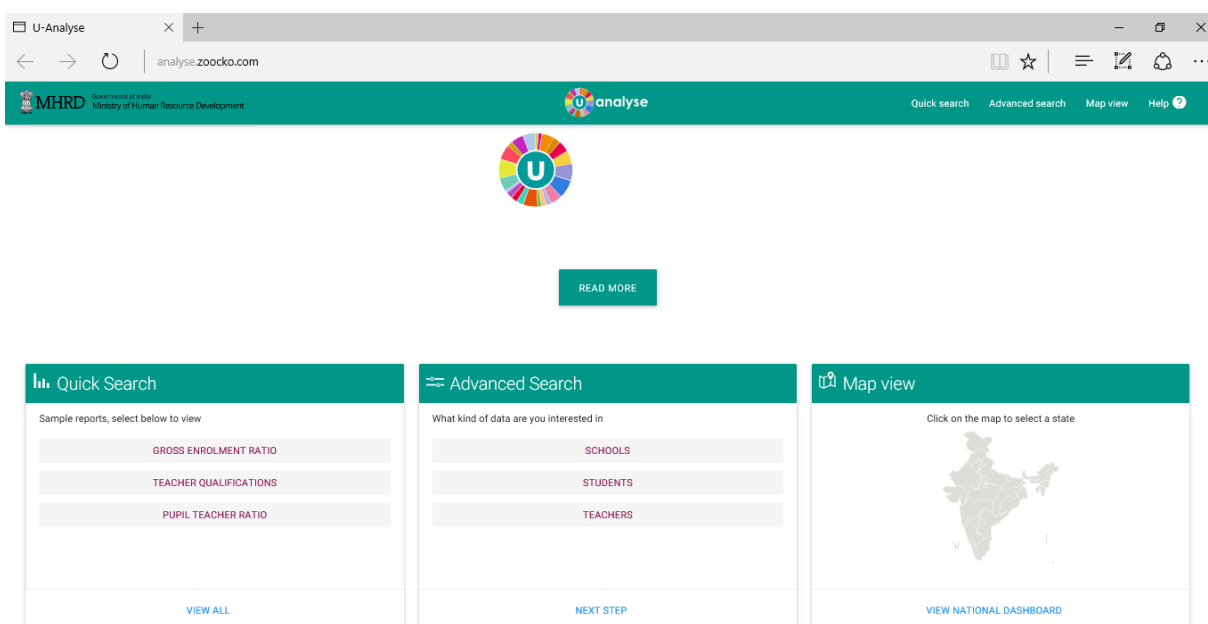 U-Analyse
analyse.zoocko.com
MHRD Government of India
Ministry of Human Resource Development
U analyse
Quick search Advanced search Map view Help ?
U
READ MORE
Quick Search
Sample reports, select below to view
GROSS ENROLMENT RATIO
TEACHER QUALIFICATIONS
PUPIL TEACHER RATIO
VIEW ALL
Advanced Search
What kind of data are you interested in
SCHOOLS
STUDENTS
TEACHERS
NEXT STEP
Map view
Click on the map to select a state
VIEW NATIONAL DASHBOARD